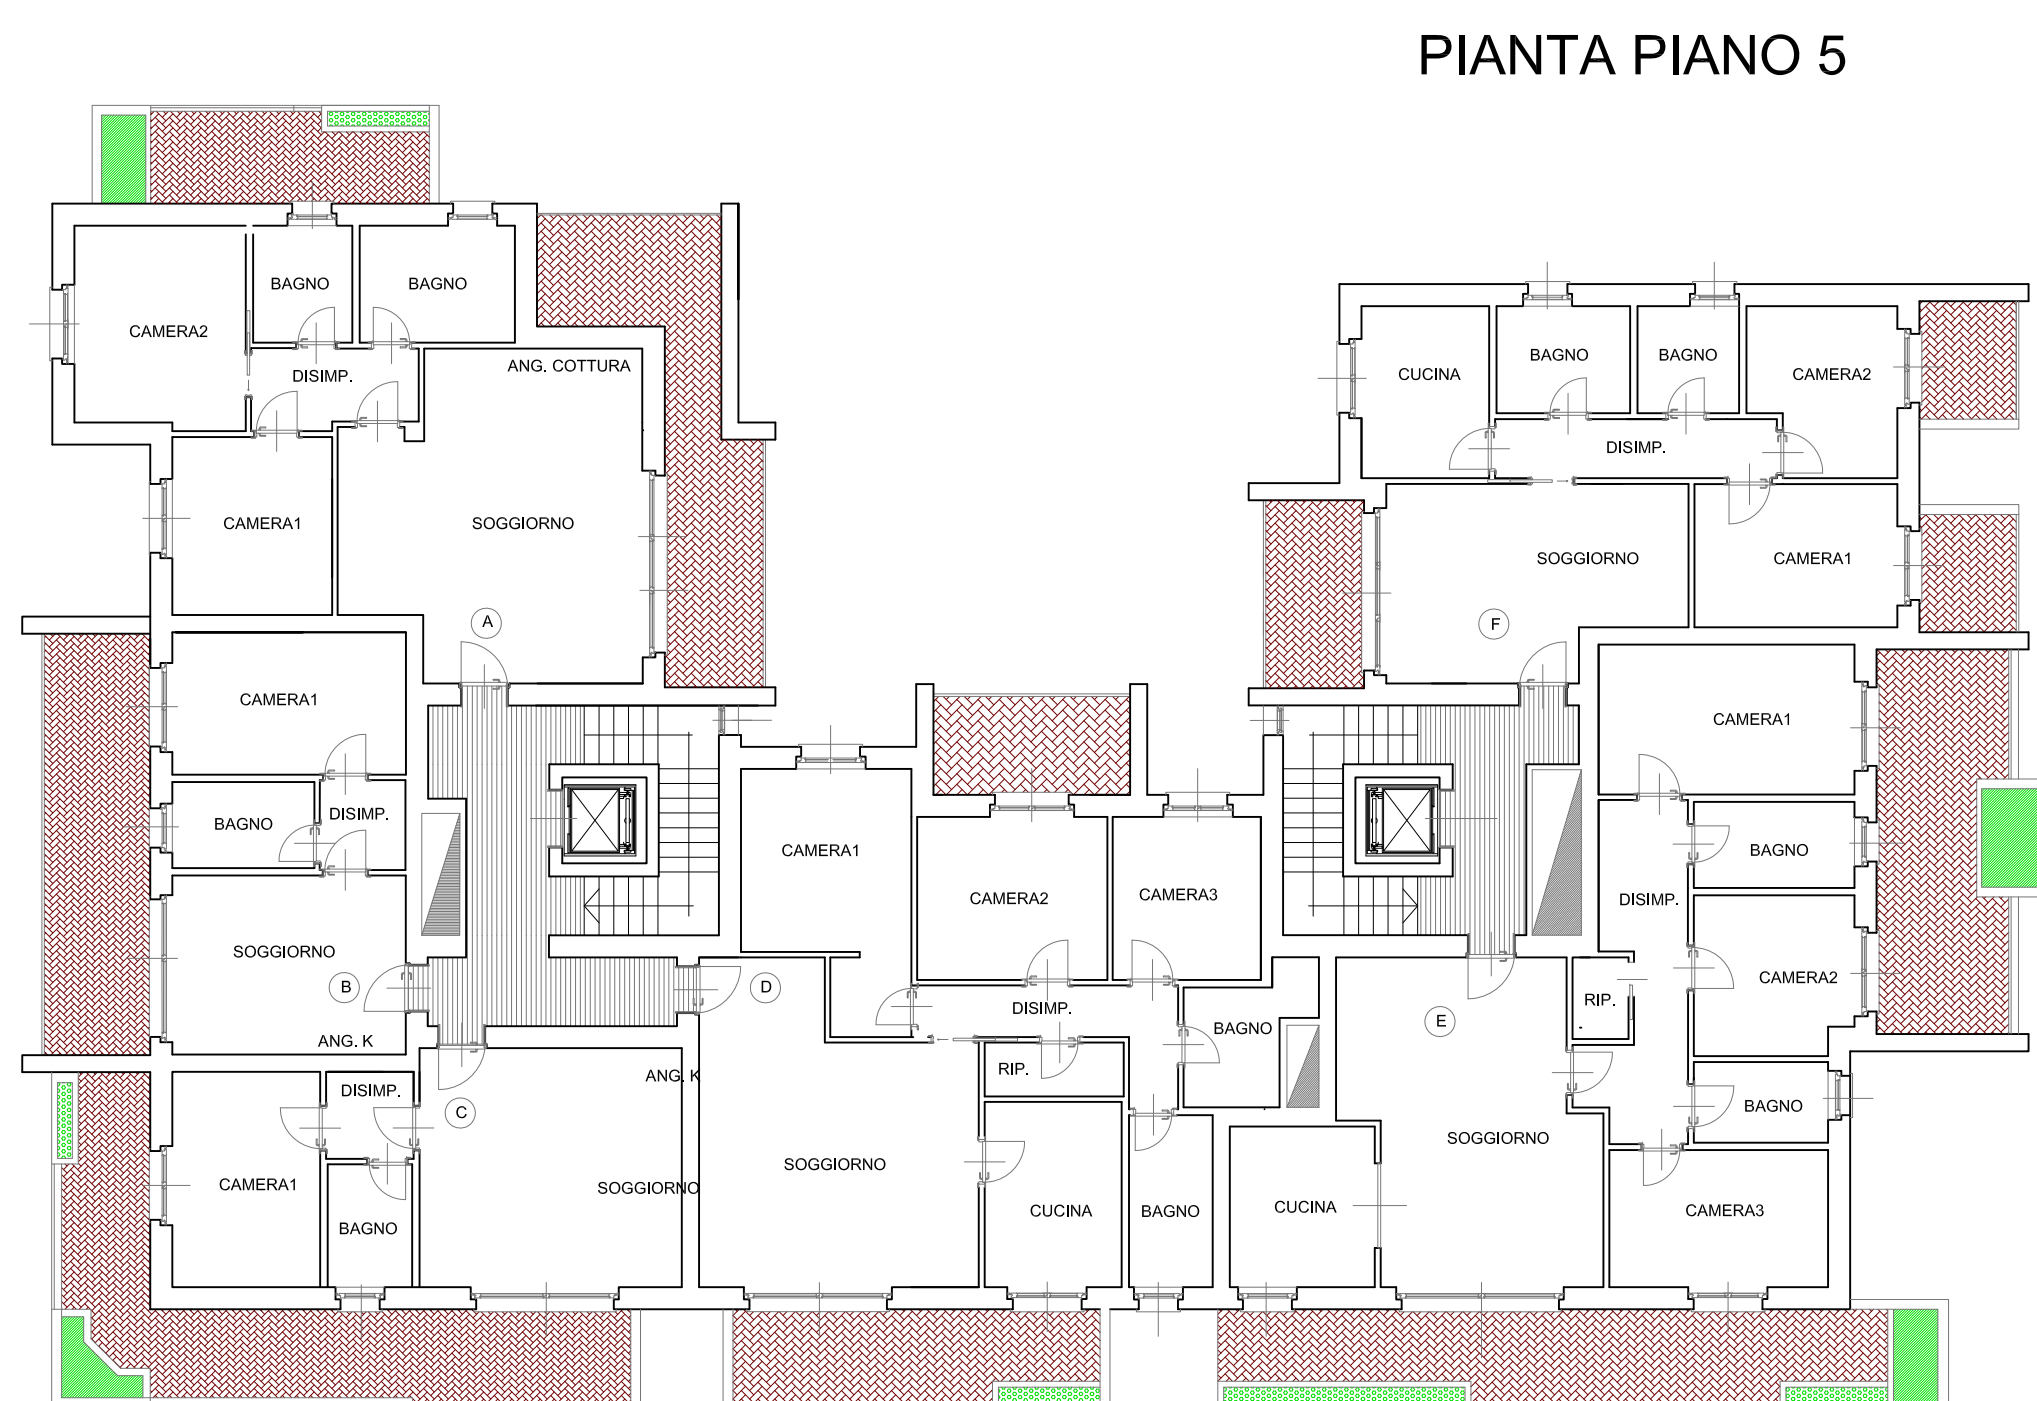 PIANTA PIANO 5
BAGNO
BAGNO
CAMERA2
ANG. COTTURA
DISIMP.
CAMERA1
SOGGIORNO
A
BAGNO
BAGNO
CUCINA
CAMERA2
DISIMP.
SOGGIORNO
CAMERA1
F
CAMERA1
DISIMP.
BAGNO
SOGGIORNO
B
ANG. K
CAMERA1
CAMERA2
CAMERA3
D
DISIMP.
BAGNO
RIP.
ANG. K
DISIMP.
C
CAMERA1
SOGGIORNO
BAGNO
SOGGIORNO
CUCINA
BAGNO
CAMERA1
BAGNO
DISIMP.
CAMERA2
RIP.
E
BAGNO
SOGGIORNO
CUCINA
CAMERA3